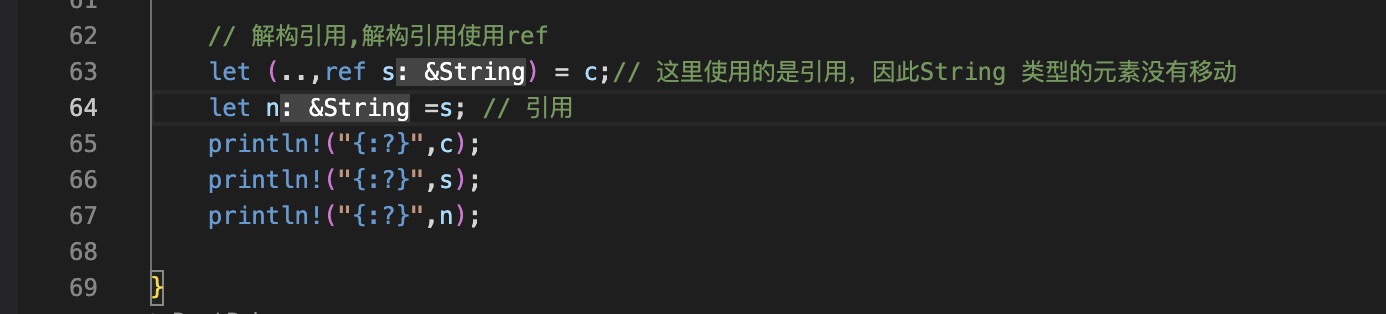 61
62 // 解构引用,解构引用使用ref
63 let (..,ref s: &String) = c;// 这里使用的是引用，因此String 类型的元素没有移动
64 let n: &String =s; // 引用
65 println!("{:?}",c);
66 println!("{:?}",s);
67 println!("{:?}",n);
68
69 }